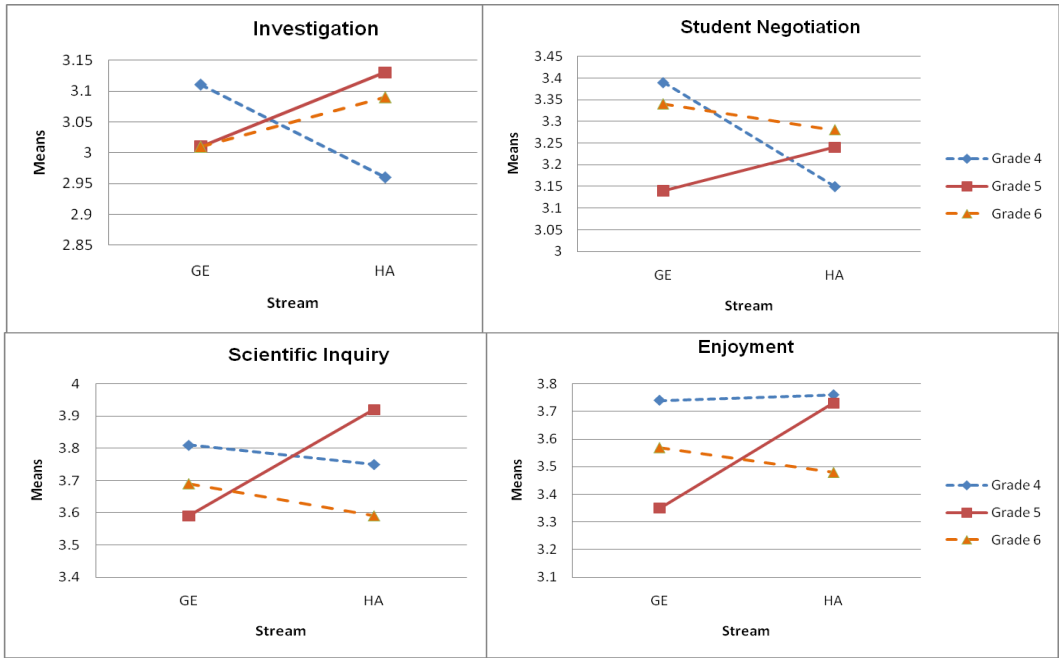 Investigation
3.15
3.1
3.05
3
2.95
2.9
2.85
Means
GE
HA
Stream
Student Negotiation
3.45
3.4
3.35
3.3
3.25
3.2
3.15
3.1
3.05
3
Means
GE
HA
Stream
Grade 4
Grade 5
Grade 6
Scientific Inquiry
4
3.9
3.8
3.7
3.6
3.5
3.4
Means
GE
HA
Stream
Enjoyment
3.8
3.7
3.6
3.5
3.4
3.3
3.2
3.1
Means
GE
HA
Stream
Grade 4
Grade 5
Grade 6